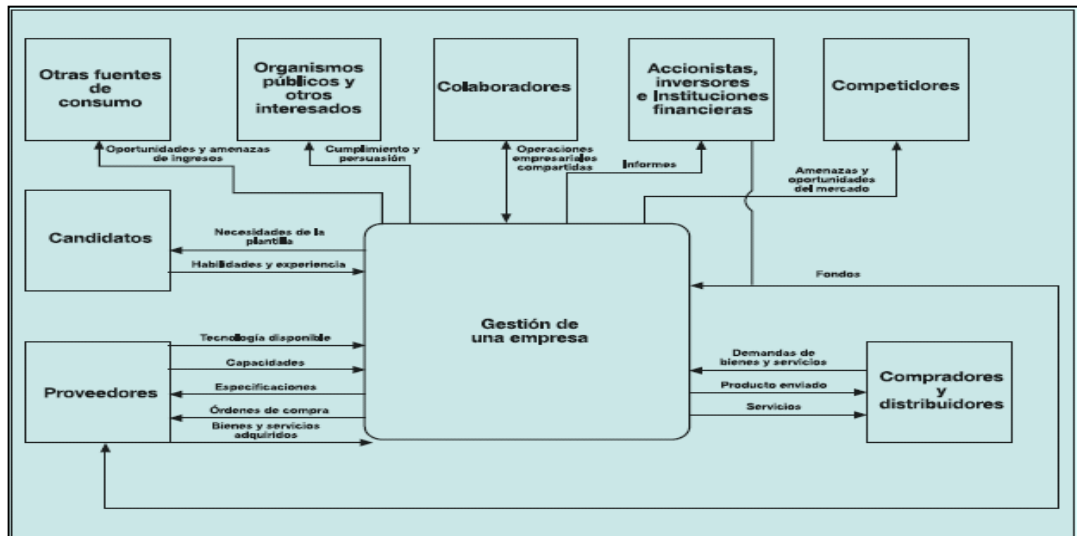 Otras fuentes
de
consumo
Organismos
públicos y
otros
interesados
Colaboradores
Accionistas,
inversores
e Instituciones
financieras
Competidores
Oportunidades y amenazas
de ingresos
Cumplimiento y
persuasión
Operaciones
empresariales
compartidas
Informes
Amenazas y
oportunidades
del mercado
Candidatos
Necesidades de la
plantilla
Habilidades y experiencia
Fondos
Gestión de
una empresa
Proveedores
Tecnología disponible
Capacidades
Especificaciones
Órdenes de compra
Bienes y servicios
adquiridos
Demandas de
bienes y servicios
Producto enviado
Servicios
Compradores
y
distribuidores